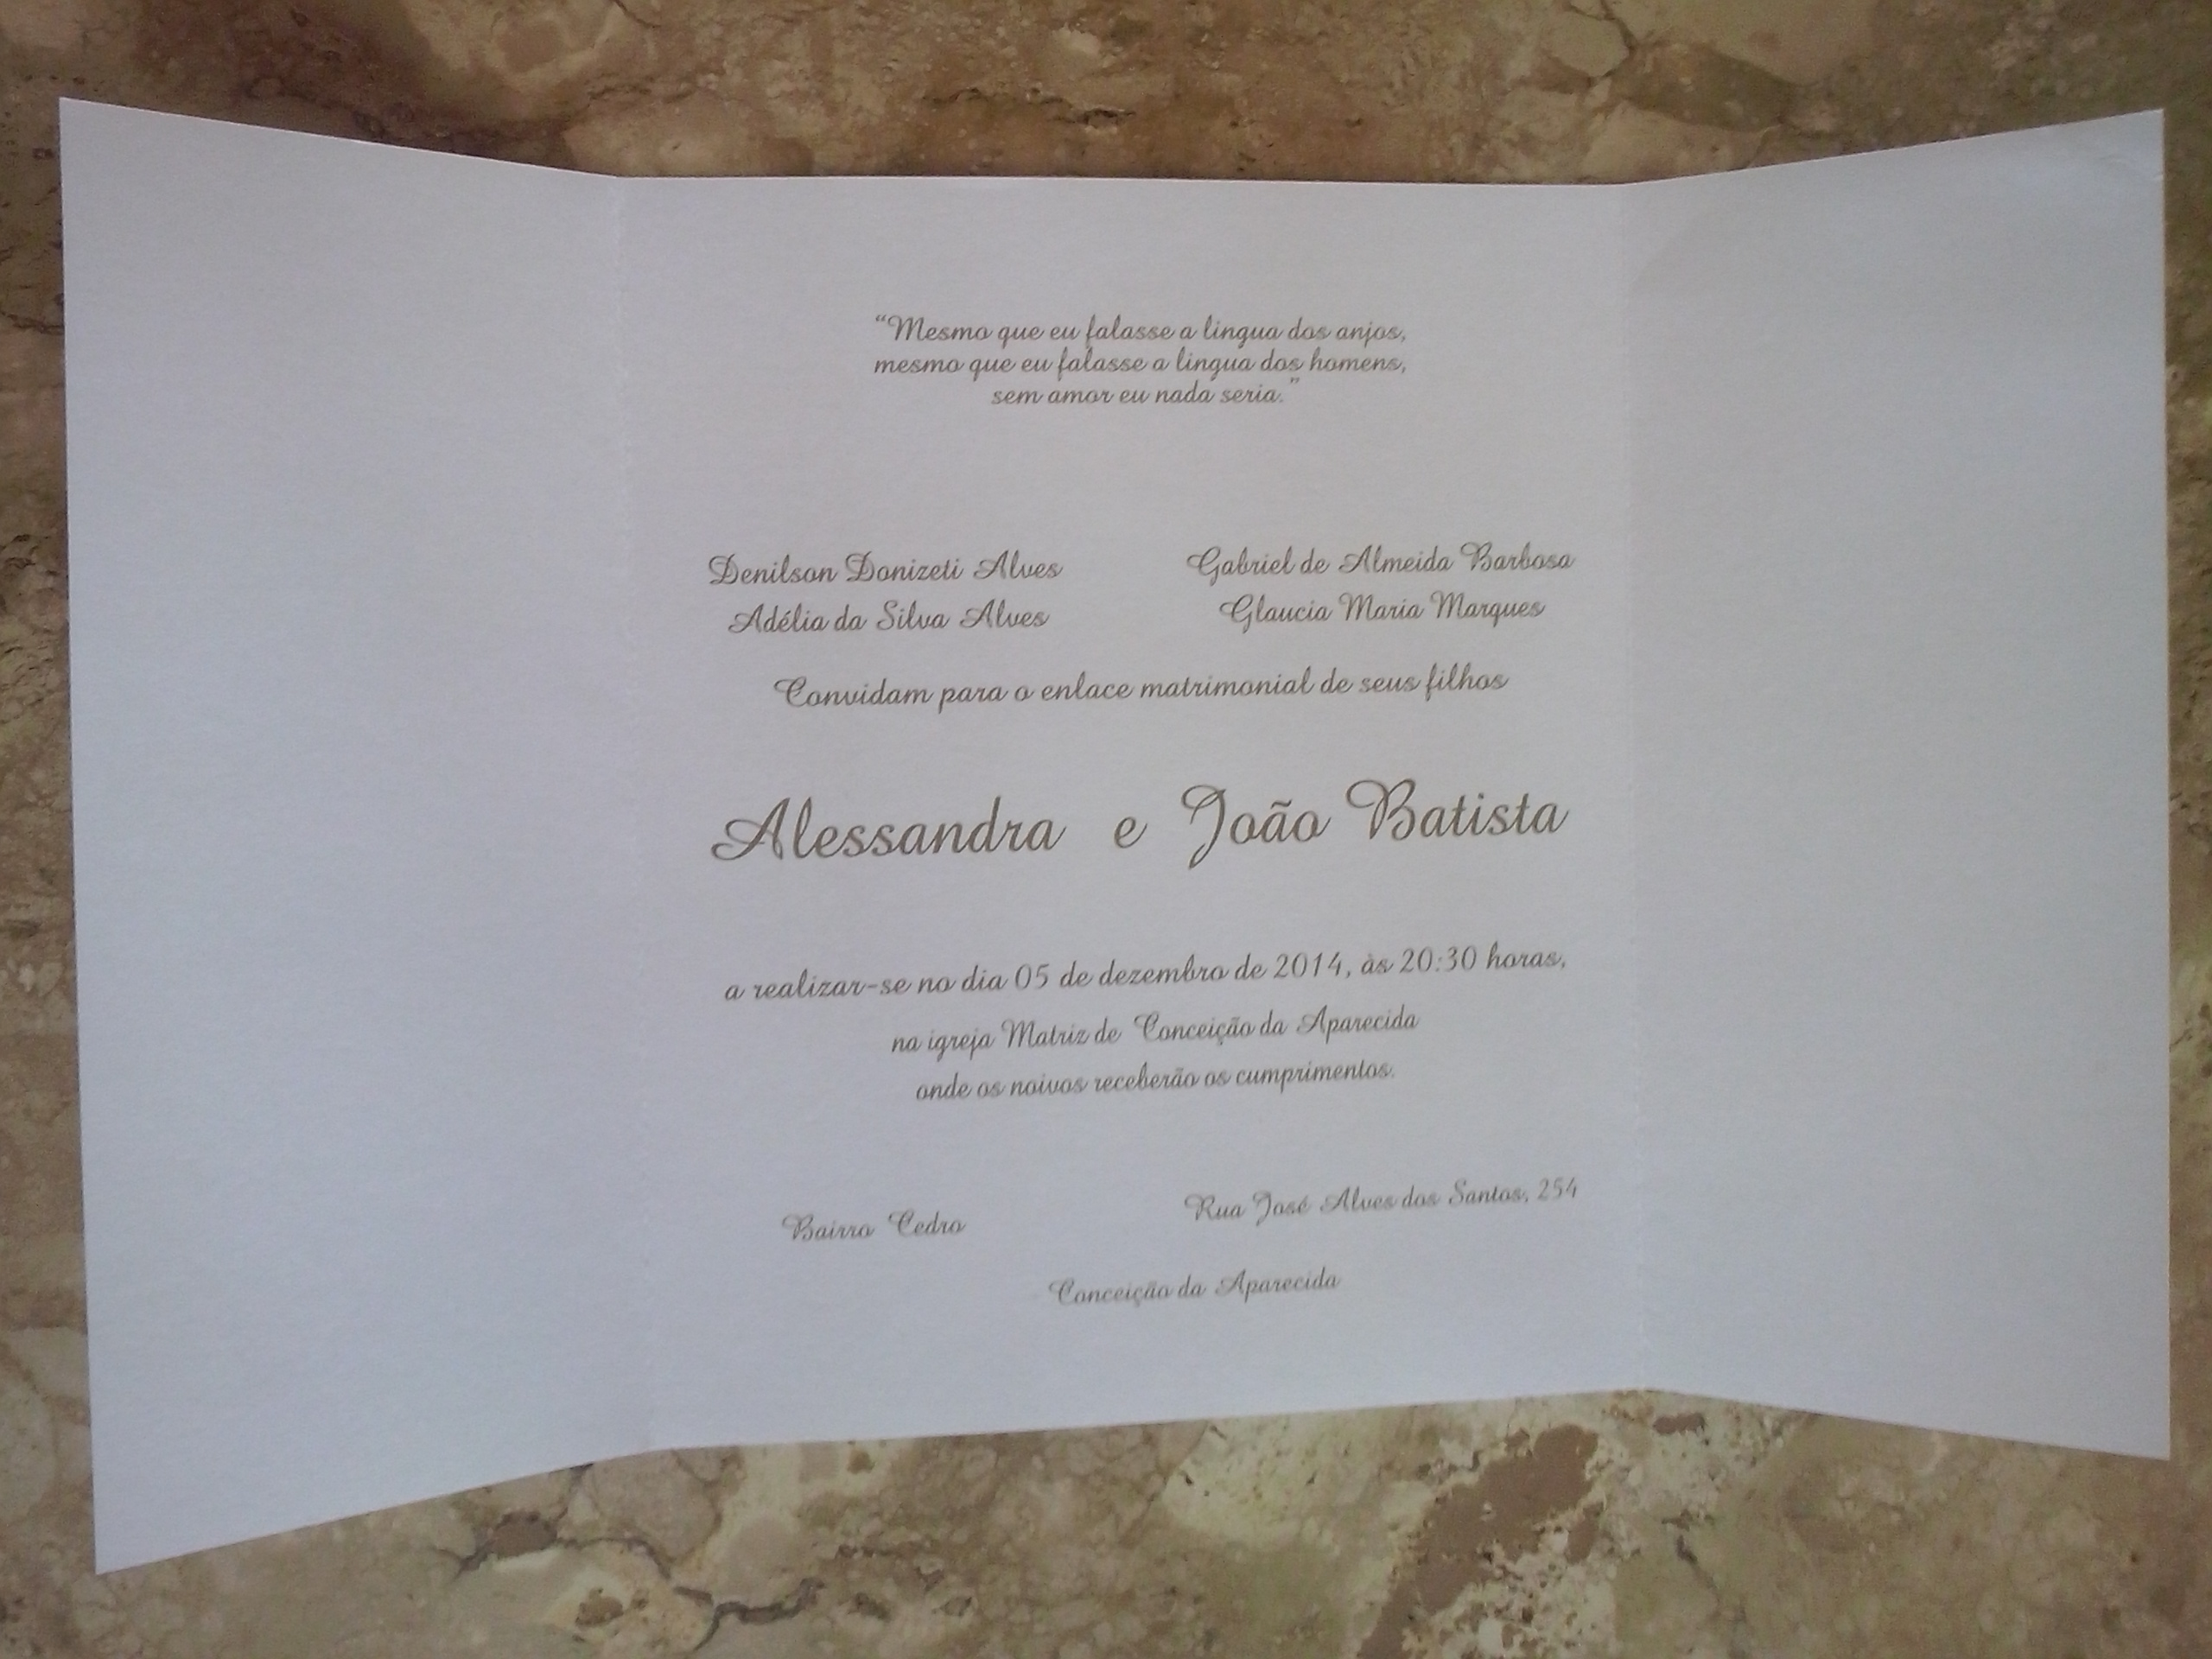 “Mesmo que eu falasse a lingua dos anjos,
mesmo que eu falasse a lingua dos homens,
sem amor eu nada seria.”
Denilson Donizeti Alves
Adélia da Silva Alves
Gabriel de Almeida Barbosa
Glaucia Maria Marques
Convidam para o enlace matrimonial de seus filhos
Alessandra e João Batista
a realizar-se no dia 05 de dezembro de 2014, às 20:30 horas,
na igreja Matriz de Conceição da Aparecida
onde os noivos receberão os cumprimentos.
Bairro Cedro
Rua José Alves dos Santos, 254
Conceição da Aparecida